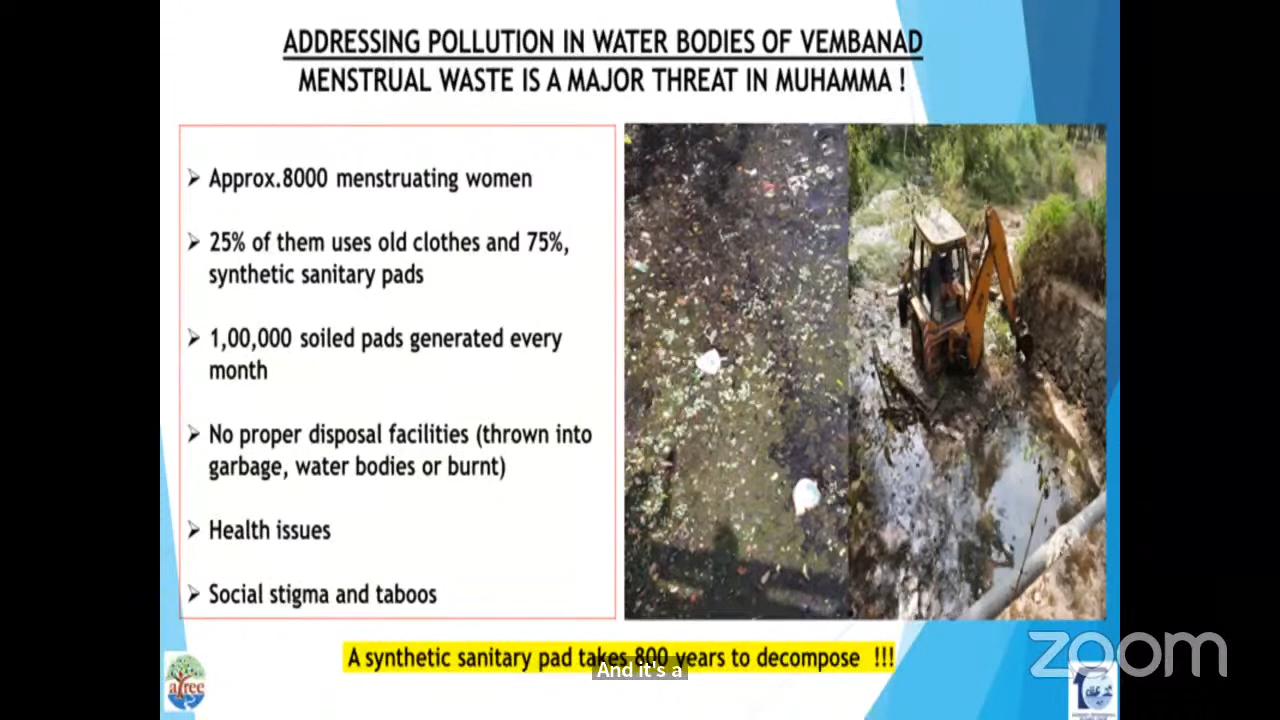 ADDRESSING POLLUTION IN WATER BODIES OF VEMBANAD
MENSTRUAL WASTE IS A MAJOR THREAT IN MUHAMMA !
Approx.8000 menstruating women
25% of them uses old clothes and 75%,
synthetic sanitary pads
1,00,000 soiled pads generated every
month
No proper disposal facilities (thrown into
garbage, water bodies or burnt)
Health issues
Social stigma and taboos
A synthetic sanitary pad takes 800 years to decompose !!!
And it's a
zoom
atree